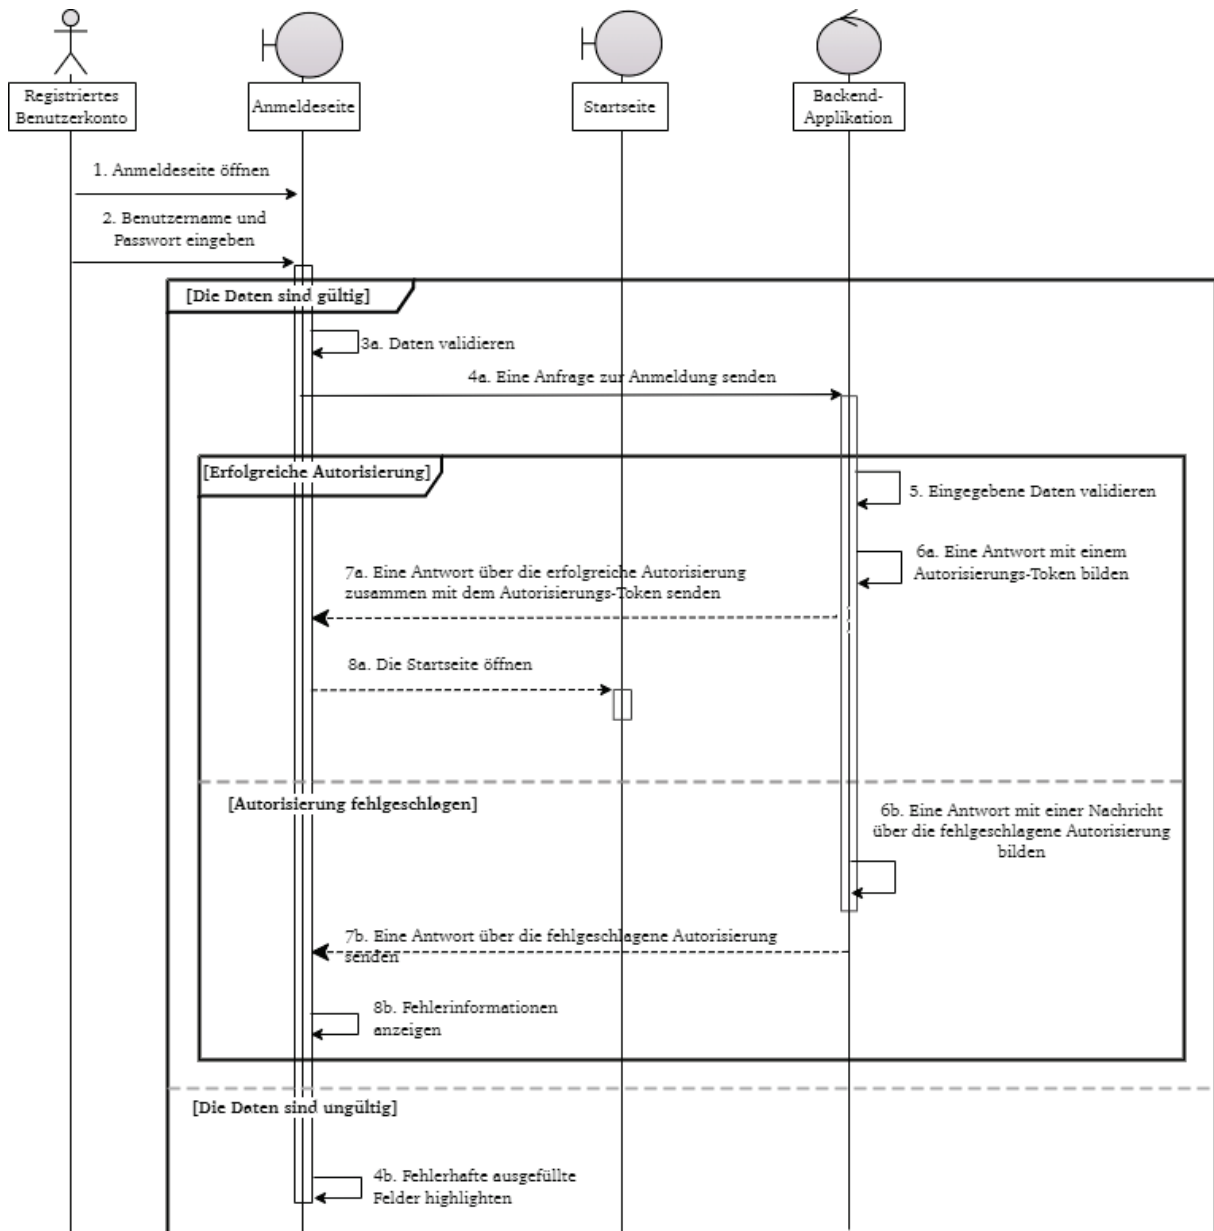 Registriertes
Benutzerkonto
Anmeldeseite
Startseite
Backend-
Applikation
1. Anmeldeseite öffnen
2. Benutzername und
Passwort eingeben
[Die Daten sind gültig]
3a. Daten validieren
4a. Eine Anfrage zur Anmeldung senden
[Erfolgreiche Autorisierung]
5. Eingegebene Daten validieren
6a. Eine Antwort mit einem
Autorisierungs-Token bilden
7a. Eine Antwort über die erfolgreiche Autorisierung
zusammen mit dem Autorisierungs-Token senden
8a. Die Startseite öffnen
[Autorisierung fehlgeschlagen]
6b. Eine Antwort mit einer Nachricht
über die fehlgeschlagene Autorisierung
bilden
7b. Eine Antwort über die fehlgeschlagene Autorisierung
senden
8b. Fehlerinformationen
anzeigen
[Die Daten sind ungültig]
4b. Fehlerhafte ausgefüllte
Felder highlighten